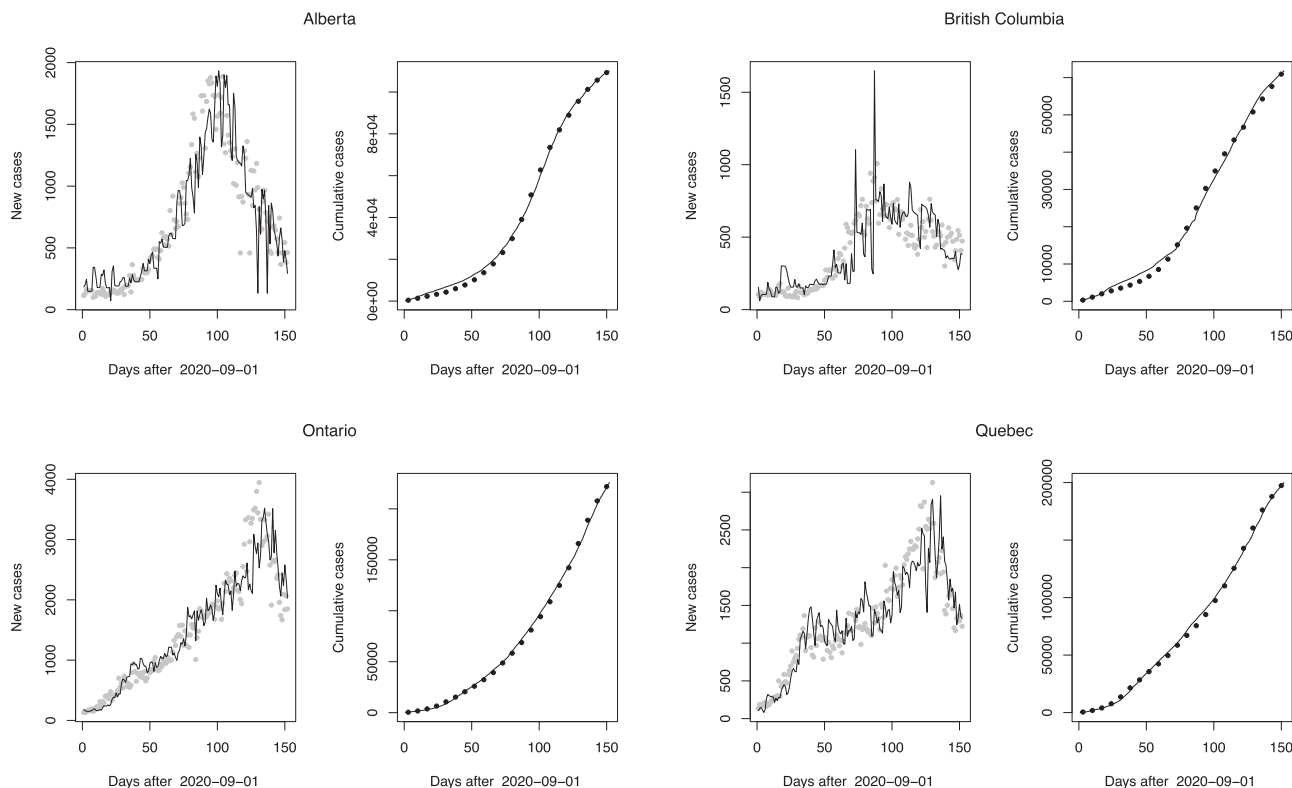 Alberta
British Columbia
New cases
0
500
1000
1500
2000
0 50 100 150
Days after 2020−09−01
Cumulative cases
0e+00
4e+04
8e+04
0 50 100 150
Days after 2020−09−01
New cases
0
500
1000
1500
0 50 100 150
Days after 2020−09−01
Cumulative cases
0
10000
30000
50000
0 50 100 150
Days after 2020−09−01
Ontario
Quebec
New cases
0
1000
2000
3000
4000
0 50 100 150
Days after 2020−09−01
Cumulative cases
0
50000
150000
0 50 100 150
Days after 2020−09−01
New cases
0
500
1500
2500
0 50 100 150
Days after 2020−09−01
Cumulative cases
0
50000
100000
200000
0 50 100 150
Days after 2020−09−01